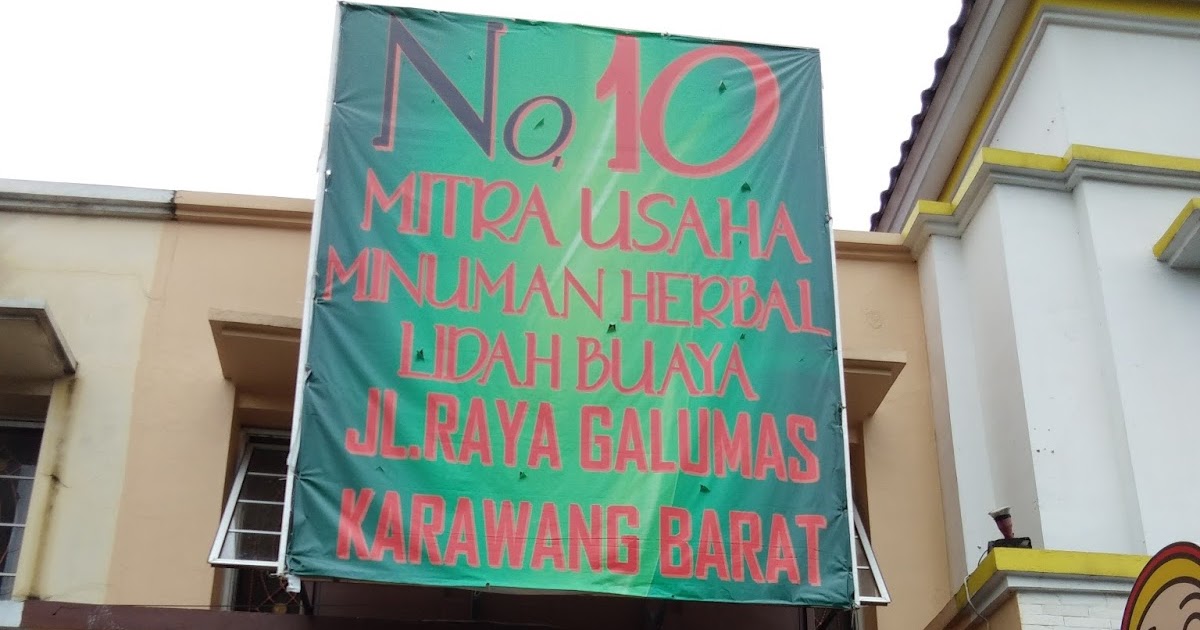 No, 10
MITRA USAHA
MINUMAN HERBAL
LIDAH BUAYA
JL.RAYA GALUMAS
KARAWANG BARAT